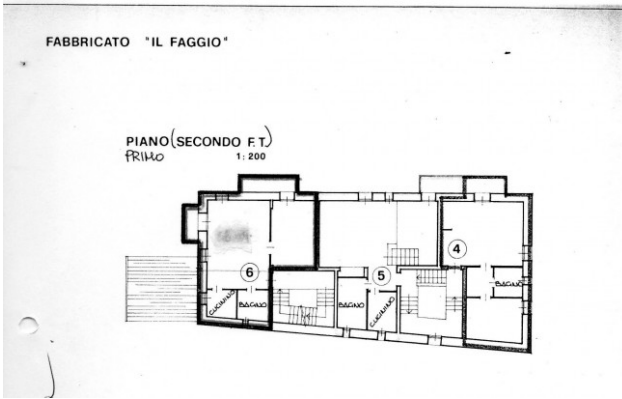 FABBRICATO "IL FAGGIO"
PIANO (SECONDO F.T.)
PRIMO
1:200
4
6
5
BAGNO
CUCININO
BAGNO
BAGNO
CUCININO